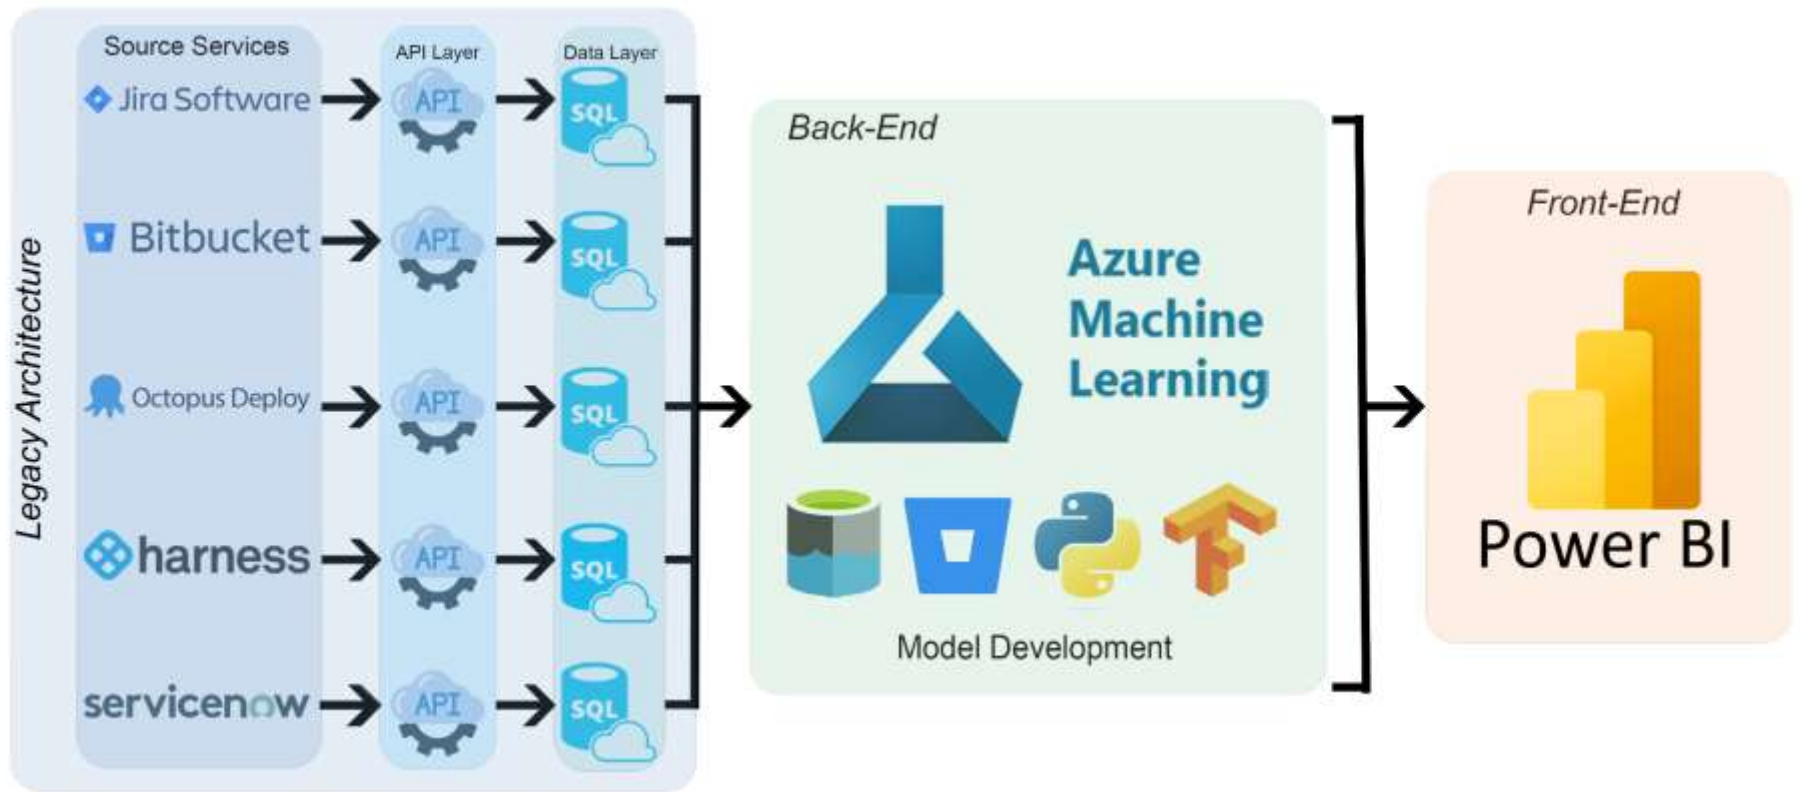 Legacy Architecture
Source Services
API Layer
Data Layer
Jira Software
API
SQL
Bitbucket
API
SQL
Octopus Deploy
API
SQL
harness
API
SQL
servicenow
API
SQL
Back-End
Azure
Machine
Learning
Model Development
Front-End
Power BI